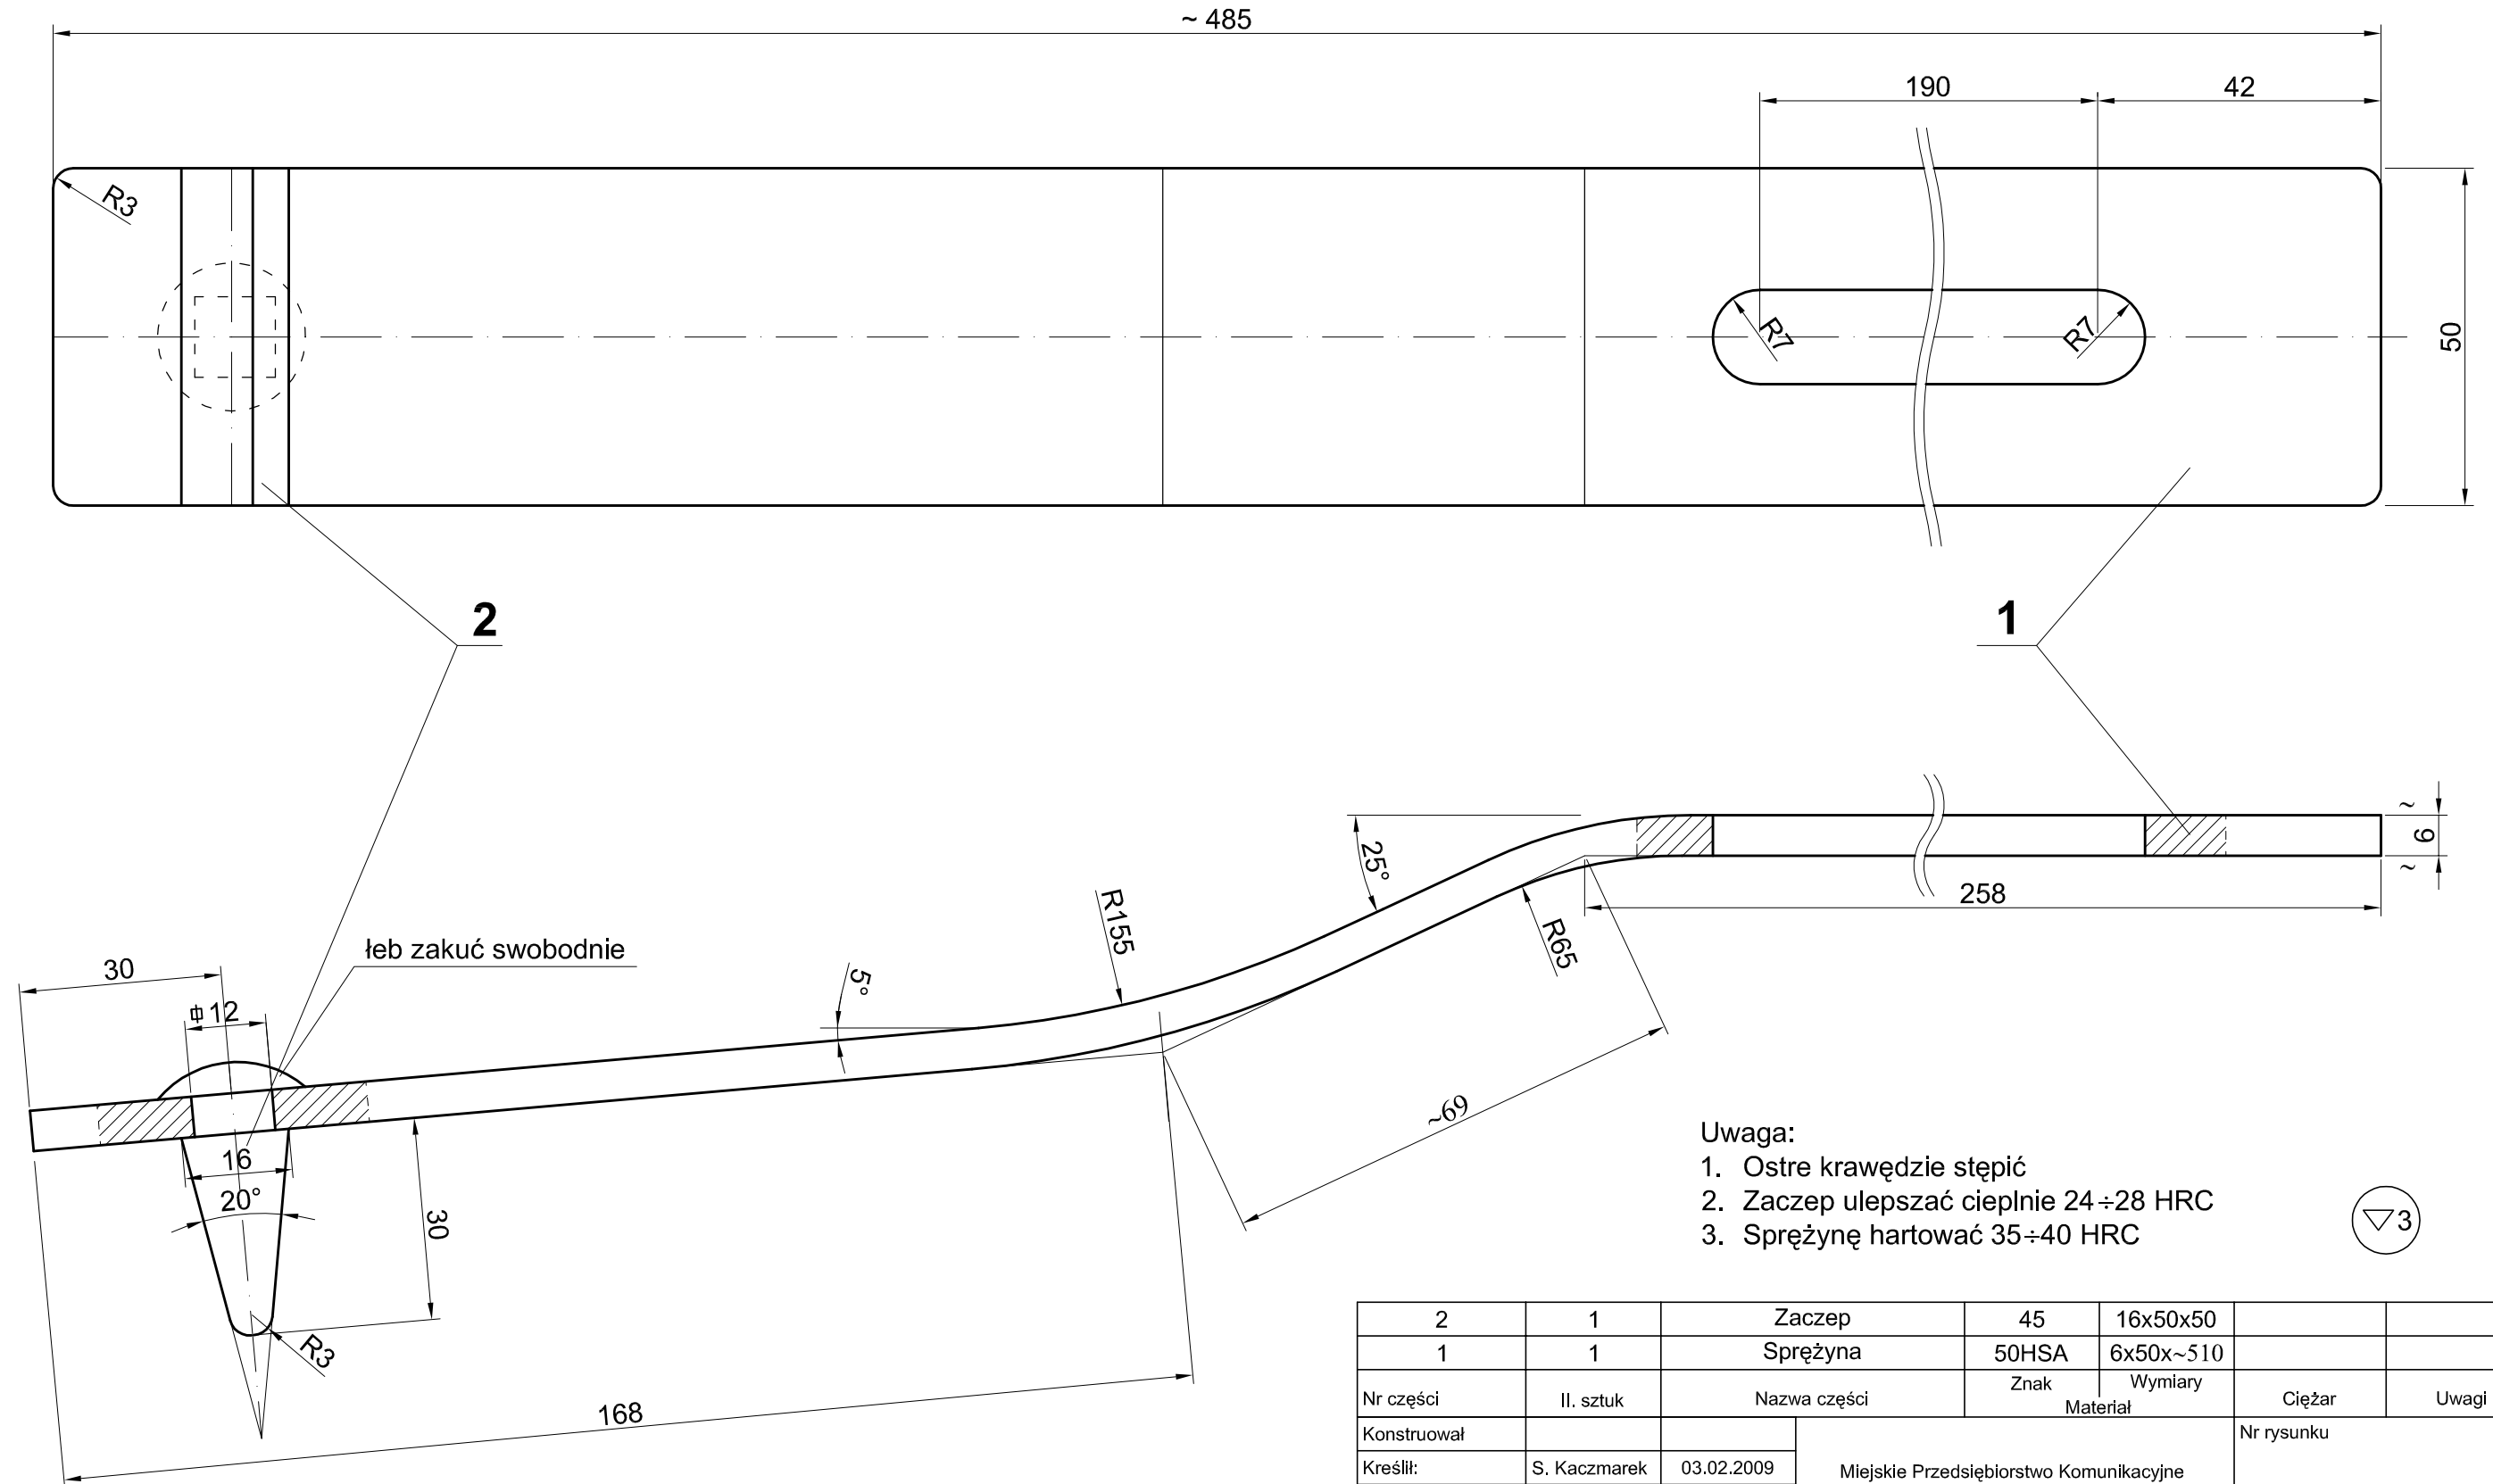 ~ 485
190
42
R3
R7
R7
50
2
1
~
6
~
25°
258
R155
R65
łeb zakuć swobodnie
5°
30
⌀12
~69
16
20°
30
R3
168
Uwaga:
1. Ostre krawędzie stępić
2. Zaczep ulepszać cieplnie 24÷28 HRC
3. Sprężynę hartować 35÷40 HRC
3
2 1 Zaczep 45 16x50x50
1 1 Sprężyna 50HSA 6x50x~510
Nr części II. sztuk Nazwa części Znak Wymiary Ciężar Uwagi
Materiał
Konstruował Nr rysunku
Kreślił: S. Kaczmarek 03.02.2009 Miejskie Przedsiębiorstwo Komunikacyjne